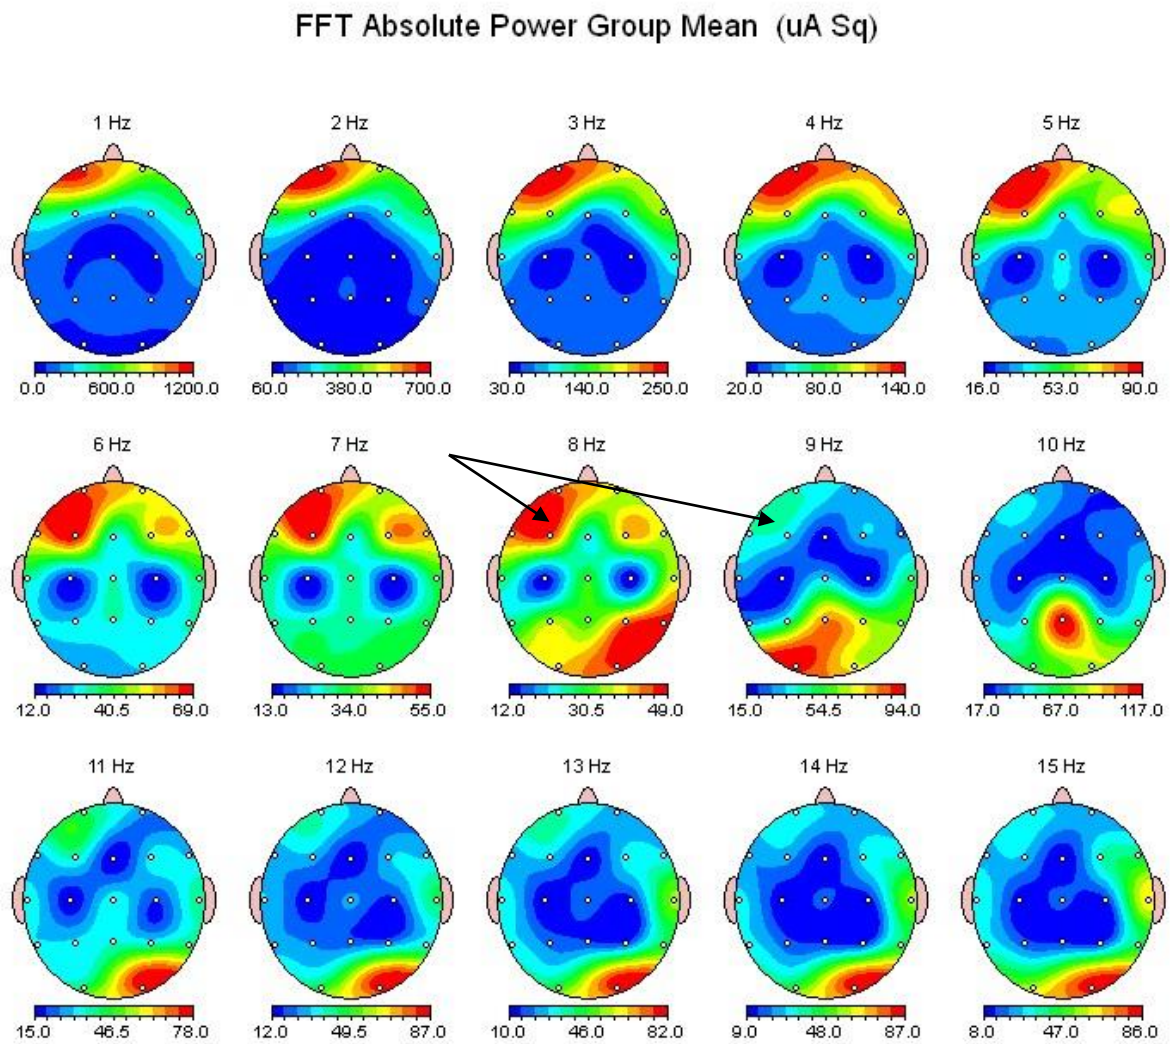 FFT Absolute Power Group Mean (uA Sq)
1 Hz 2 Hz 3 Hz 4 Hz 5 Hz
0.0 6000.0 1200.0 60.0 380.0 700.0 30.0 140.0 250.0 20.0 80.0 140.0 16.0 53.0 90.0
6 Hz 7 Hz 8 Hz 9 Hz 10 Hz
12.0 40.5 69.0 13.0 34.0 55.0 12.0 30.5 49.0 15.0 54.5 94.0 17.0 67.0 117.0
11 Hz 12 Hz 13 Hz 14 Hz 15 Hz
15.0 46.5 78.0 12.0 49.5 87.0 10.0 46.0 82.0 9.0 48.0 87.0 8.0 47.0 86.0